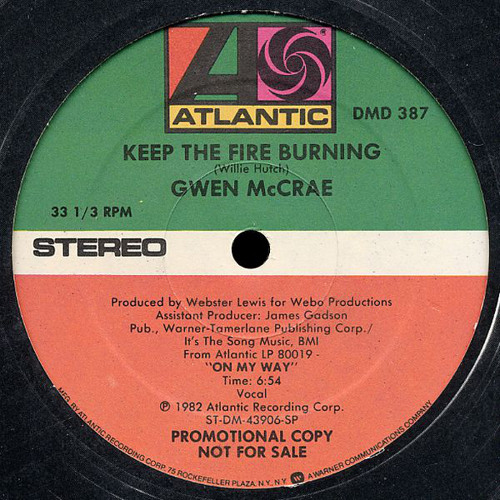 ATLANTIC
DMD 387
KEEP THE FIRE BURNING
(Willie Hutch)
GWEN McCRAE
33 1/3 RPM
STEREO
Produced by Webster Lewis for Webo Productions
Assistant Producer: James Gadson
Pub., Warner-Tamerlane Publishing Corp./
It's The Song Music, BMI
From Atlantic LP 80019 -
"ON MY WAY"
Time: 6:54
Vocal
℗ 1982 Atlantic Recording Corp.
ST-DM-43906-SP
PROMOTIONAL COPY
NOT FOR SALE
MFG. BY ATLANTIC RECORDING CORP. 75 ROCKEFELLER PLAZA, N.Y., N.Y. A WARNER COMMUNICATIONS COMPANY